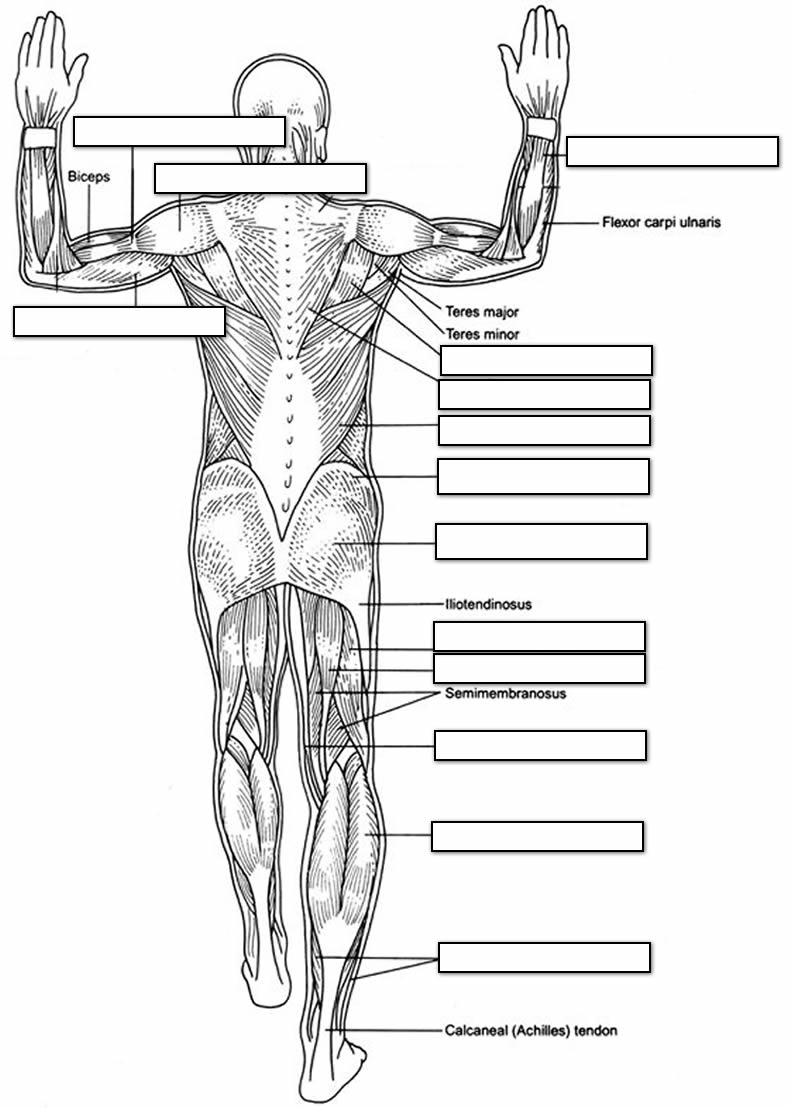 Biceps
Flexor carpi ulnaris
Teres major
Teres minor
Iliotendinosus
Semimembranosus
Calcaneal (Achilles) tendon